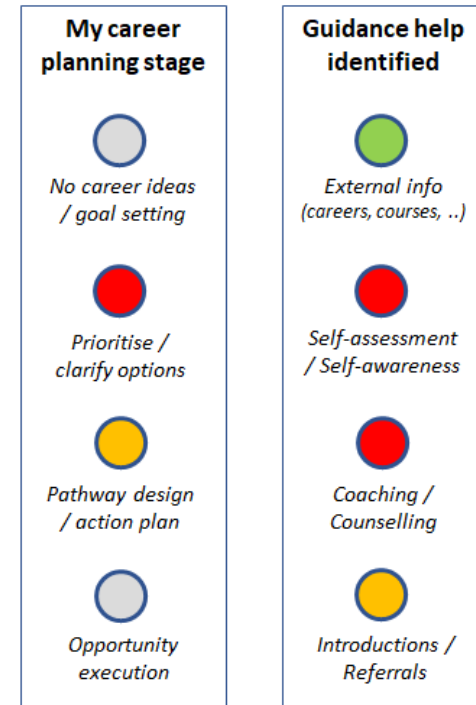 My career
planning stage
No career ideas
/ goal setting
Prioritise /
clarify options
Pathway design
/ action plan
Opportunity
execution
Guidance help
identified
External info
(careers, courses, ..)
Self-assessment
/ Self-awareness
Coaching /
Counselling
Introductions /
Referrals